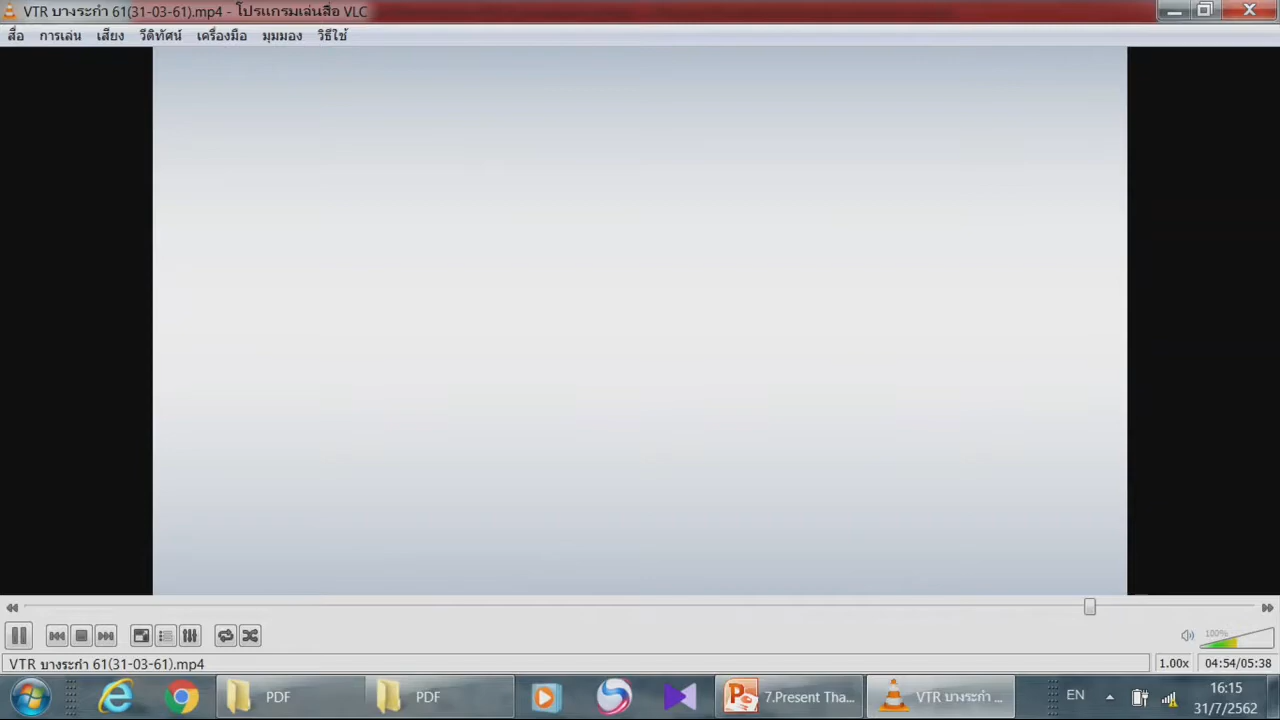 VTR บางระกำ 61(31-03-61).mp4 - โปรแกรมเล่นสื่อ VLC
สื่อ การเล่น เสียง วีดิทัศน์ เครื่องมือ มุมมอง วิธีใช้
100%
VTR บางระกำ 61(31-03-61).mp4 1.00x 04:54/05:38
PDF PDF 7.Present Tha... VTR บางระกำ ... EN 16:15
31/7/2562